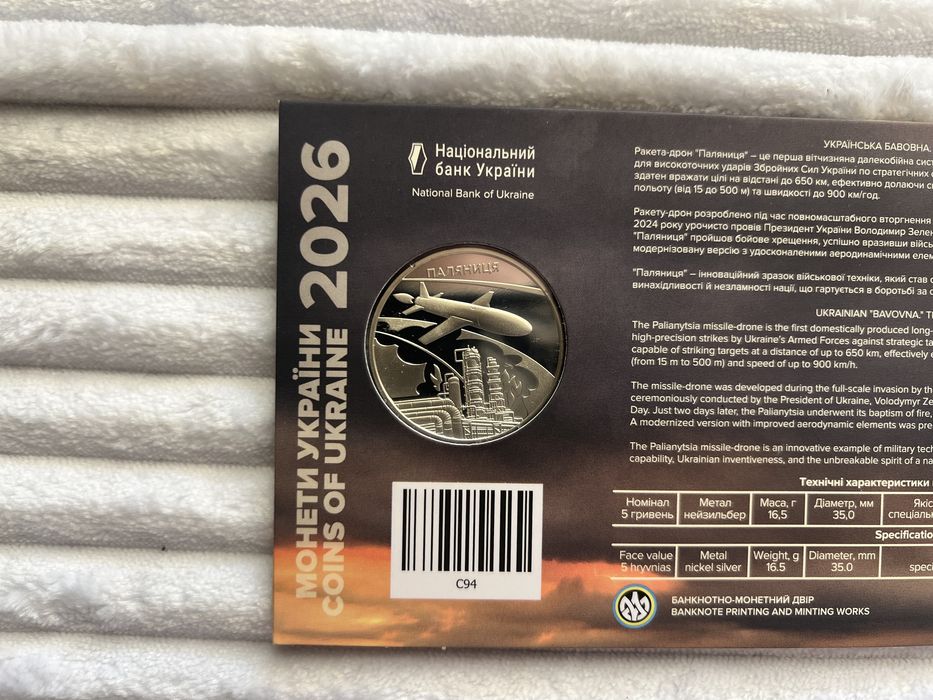 МОНЕТИ УКРАЇНИ
COINS OF UKRAINE
2026
Національний
банк України
National Bank of Ukraine
ПАЛЯНИЦЯ
C94
УКРАЇНСЬКА БАВОВНА.
Ракета-дрон "Паляниця" – це перша вітчизняна далекобійна сист
для високоточних ударів Збройних Сил України по стратегічних
здатен вражати цілі на відстані до 650 км, ефективно долаючи
польоту (від 15 до 500 м) та швидкості до 900 км/год.
Ракету-дрон розроблено під час повномасштабного вторгнення
2024 року урочисто провів Президент України Володимир Зелен
"Паляниця" пройшов бойове хрещення, успішно вразивши війсь
модернізовану версію з удосконаленими аеродинамічними елем
"Паляниця" – інноваційний зразок військової техніки, який став
винахідливості й незламності нації, що гартується в боротьбі за
UKRAINIAN "BAVOVNA." T
The Palianytsia missile-drone is the first domestically produced long-
high-precision strikes by Ukraine's Armed Forces against strategic ta
capable of striking targets at a distance of up to 650 km, effectively
(from 15 m to 500 m) and speed of up to 900 km/h.
The missile-drone was developed during the full-scale invasion by the
ceremoniously conducted by the President of Ukraine, Volodymyr Ze
Day. Just two days later, the Palianytsia underwent its baptism of fire,
A modernized version with improved aerodynamic elements was pre
The Palianytsia missile-drone is an innovative example of military tech
capability, Ukrainian inventiveness, and the unbreakable spirit of a na
Технічні характеристики
Номінал Метал Маса, г Діаметр, мм Якіс
5 гривень нейзильбер 16,5 35,0 спеціальн
Specificatio
Face value Metal Weight, g Diameter, mm
5 hryvnias nickel silver 16.5 35.0 speci
БАНКНОТНО-МОНЕТНИЙ ДВІР
BANKNOTE PRINTING AND MINTING WORKS